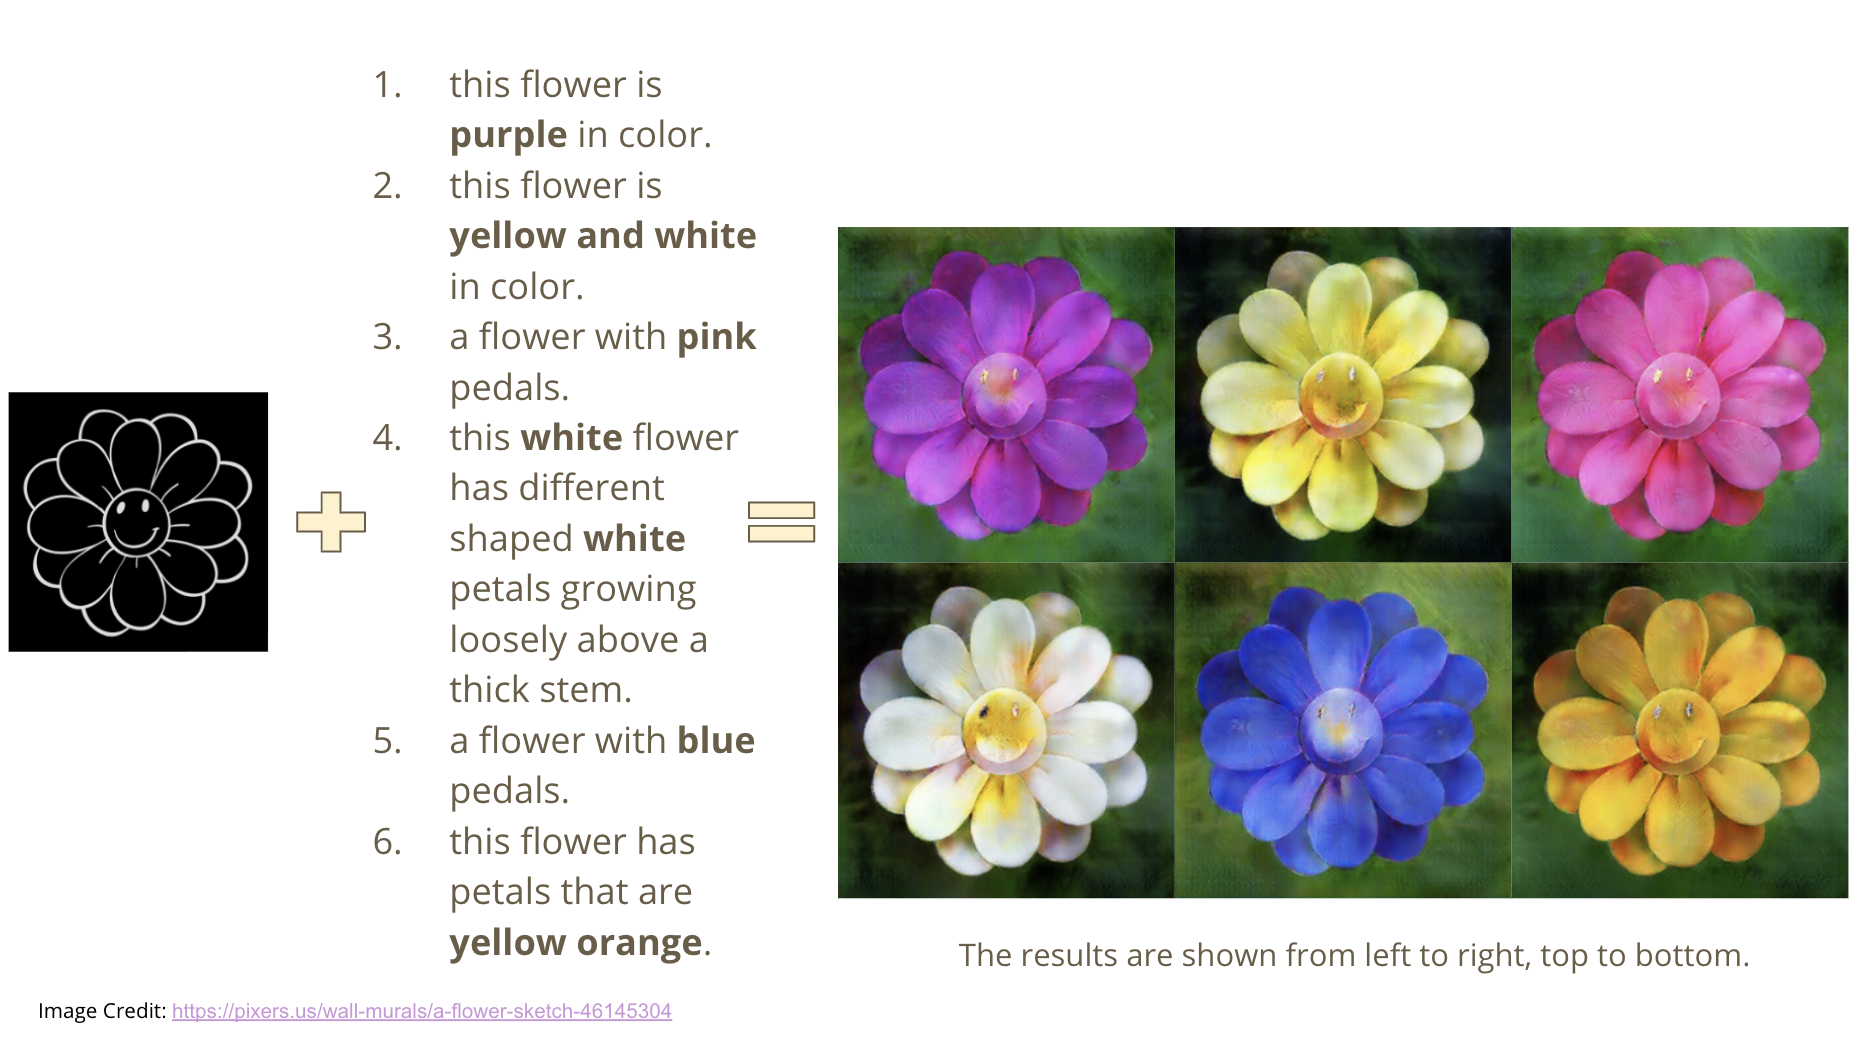 1. this flower is
purple in color.
2. this flower is
yellow and white
in color.
3. a flower with pink
pedals.
4. this white flower
has different
shaped white
petals growing
loosely above a
thick stem.
5. a flower with blue
pedals.
6. this flower has
petals that are
yellow orange.
The results are shown from left to right, top to bottom.
Image Credit: https://pixers.us/wall-murals/a-flower-sketch-46145304